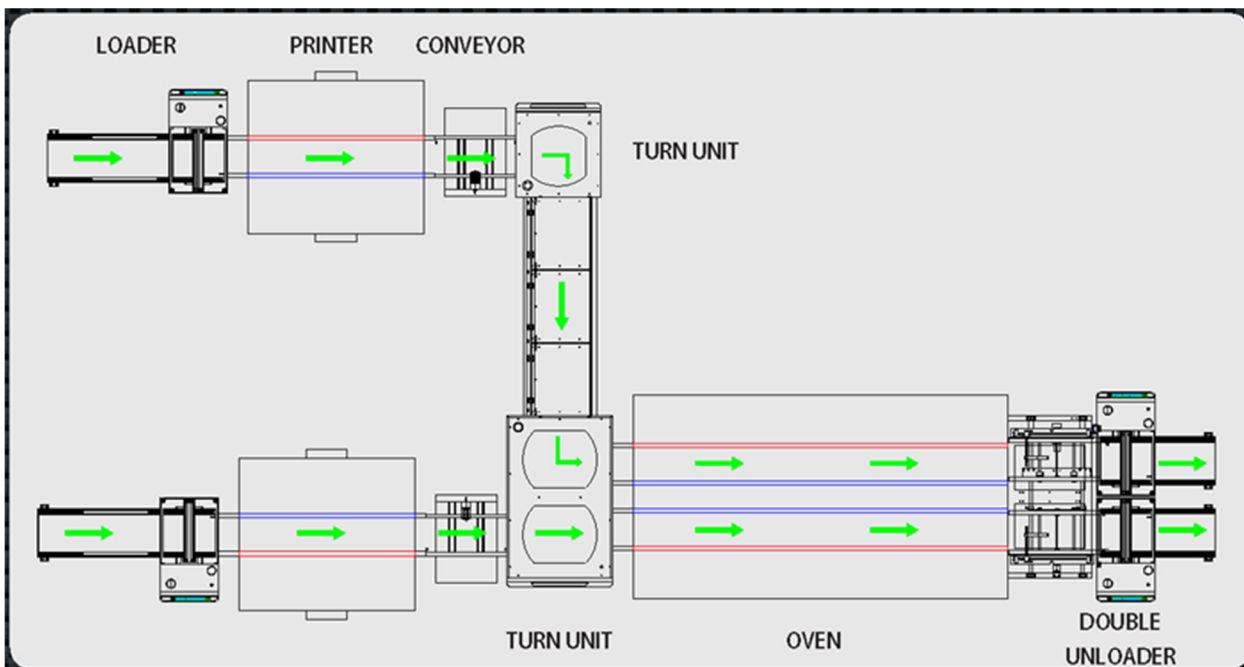 LOADER
PRINTER
CONVEYOR
TURN UNIT
TURN UNIT
OVEN
DOUBLE
UNLOADER